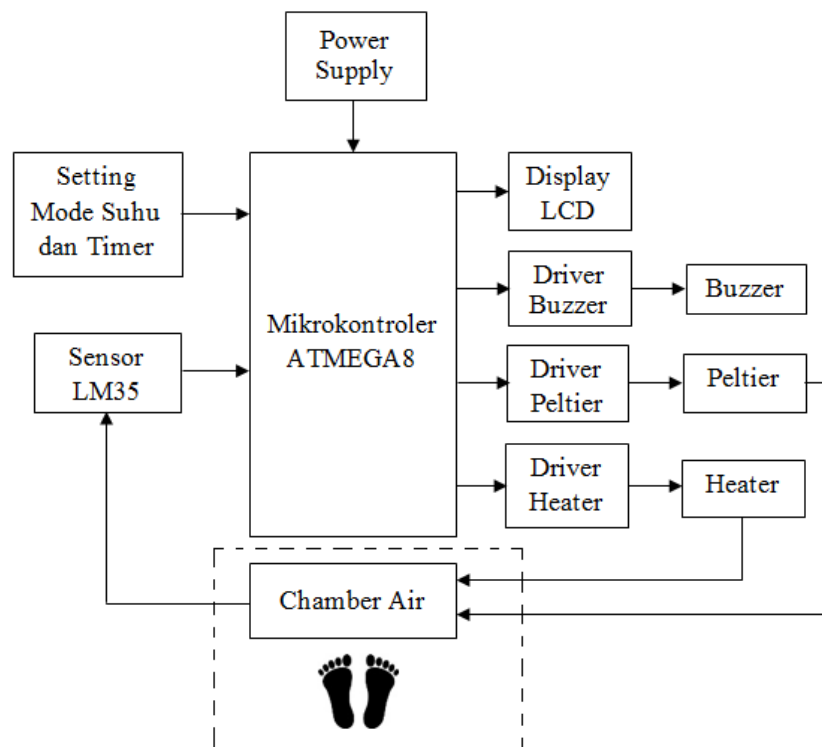 Power
Supply
Setting
Mode Suhu
dan Timer
Display
LCD
Driver
Buzzer
Buzzer
Mikrokontroler
ATMEGA8
Sensor
LM35
Driver
Peltier
Peltier
Driver
Heater
Heater
Chamber Air